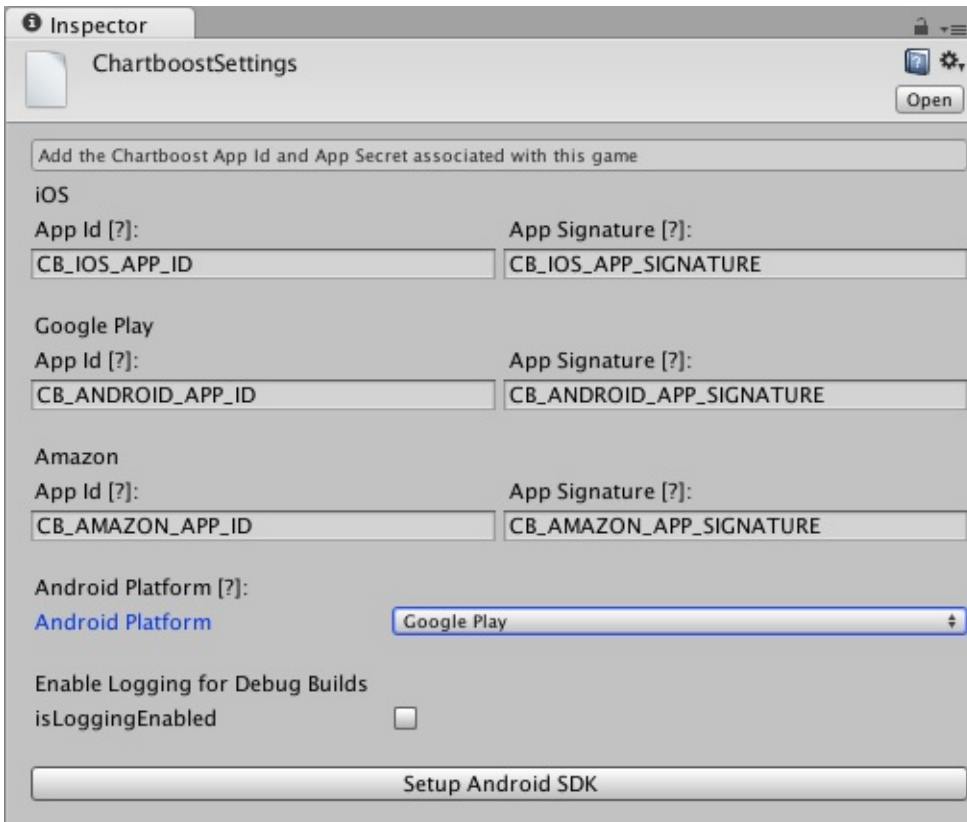 Inspector
ChartboostSettings
Open
Add the Chartboost App Id and App Secret associated with this game
iOS
App Id [?]: App Signature [?]:
CB_IOS_APP_ID CB_IOS_APP_SIGNATURE
Google Play
App Id [?]: App Signature [?]:
CB_ANDROID_APP_ID CB_ANDROID_APP_SIGNATURE
Amazon
App Id [?]: App Signature [?]:
CB_AMAZON_APP_ID CB_AMAZON_APP_SIGNATURE
Android Platform [?]:
Android Platform Google Play
Enable Logging for Debug Builds
isLoggingEnabled
Setup Android SDK